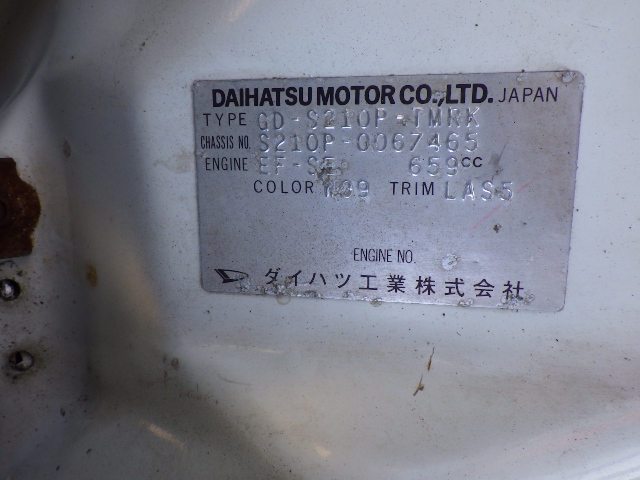 DAIHATSU MOTOR CO.,LTD. JAPAN
TYPE GD-S210P-TMRK
CHASSIS NO. S210P-0067465
ENGINE EF-SE 659CC
COLOR W09 TRIM LAS5
ENGINE NO.
ダイハツ工業株式会社